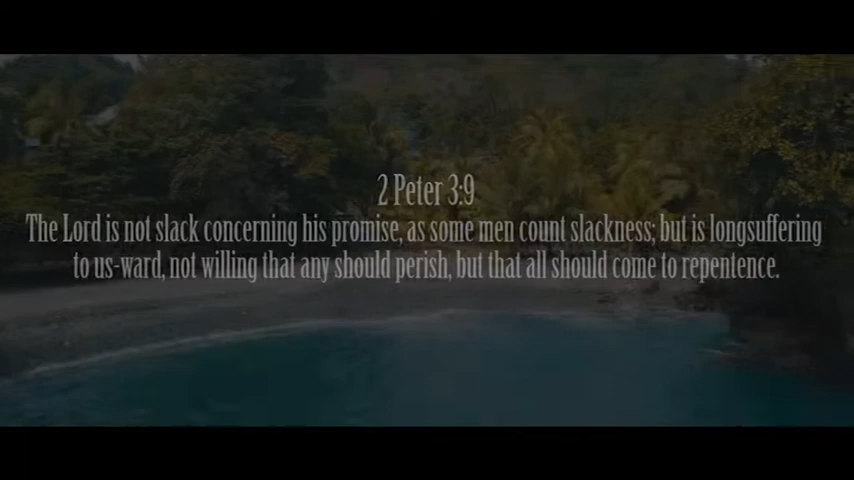 2 Peter 3:9
The Lord is not slack concerning his promise, as some men count slackness; but is longsuffering
to us-ward, not willing that any should perish, but that all should come to repentence.